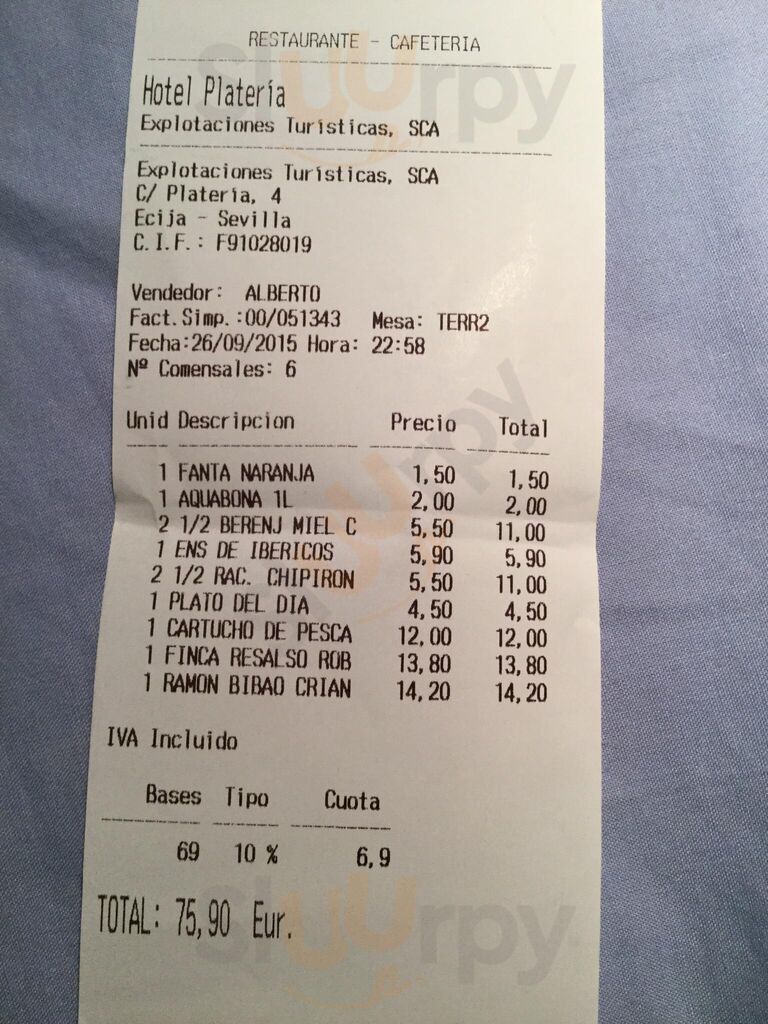 RESTAURANTE - CAFETERIA
Hotel Platería
Explotaciones Turísticas, SCA
Explotaciones Turísticas, SCA
C/ Platería, 4
Ecija - Sevilla
C.I.F.: F91028019
Vendedor: ALBERTO
Fact.Simp.:00/051343 Mesa: TERR2
Fecha:26/09/2015 Hora: 22:58
Nº Comensales: 6
Unid Descripcion Precio Total
1 FANTA NARANJA 1,50 1,50
1 AQUABONA 1L 2,00 2,00
2 1/2 BERENJ MIEL C 5,50 11,00
1 ENS DE IBERICOS 5,90 5,90
2 1/2 RAC. CHIPIRON 5,50 11,00
1 PLATO DEL DIA 4,50 4,50
1 CARTUCHO DE PESCA 12,00 12,00
1 FINCA RESALSO ROB 13,80 13,80
1 RAMON BIBAO CRIAN 14,20 14,20
IVA Incluido
Bases Tipo Cuota
69 10 % 6,9
TOTAL: 75,90 Eur.
sluurpy
sluurpy
sluurpy